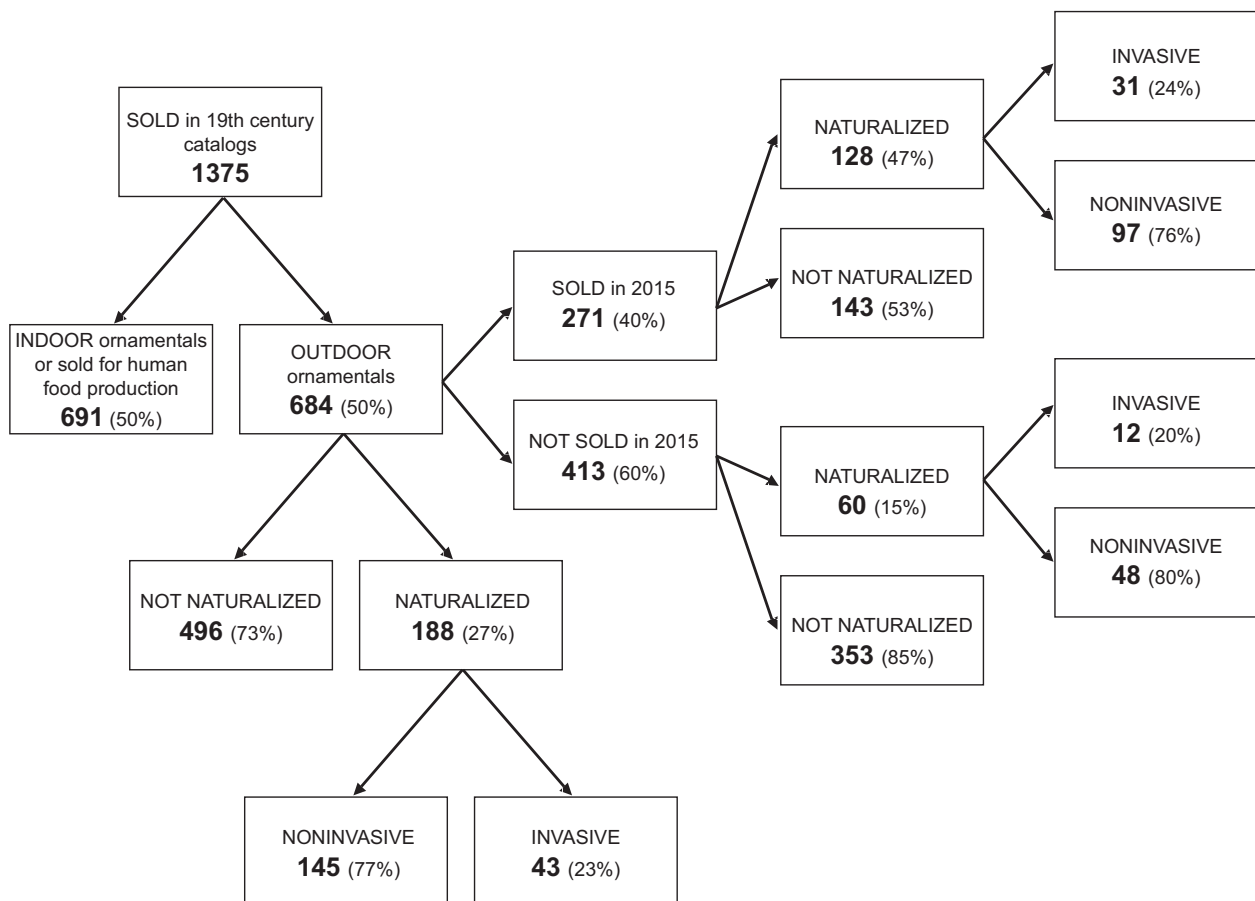 SOLD in 19th century
catalogs
1375
INDOOR ornamentals
or sold for human
food production
691 (50%)
OUTDOOR
ornamentals
684 (50%)
NOT NATURALIZED
496 (73%)
NATURALIZED
188 (27%)
NONINVASIVE
145 (77%)
INVASIVE
43 (23%)
SOLD in 2015
271 (40%)
NOT SOLD in 2015
413 (60%)
NATURALIZED
128 (47%)
NOT NATURALIZED
143 (53%)
NATURALIZED
60 (15%)
NOT NATURALIZED
353 (85%)
INVASIVE
31 (24%)
NONINVASIVE
97 (76%)
INVASIVE
12 (20%)
NONINVASIVE
48 (80%)